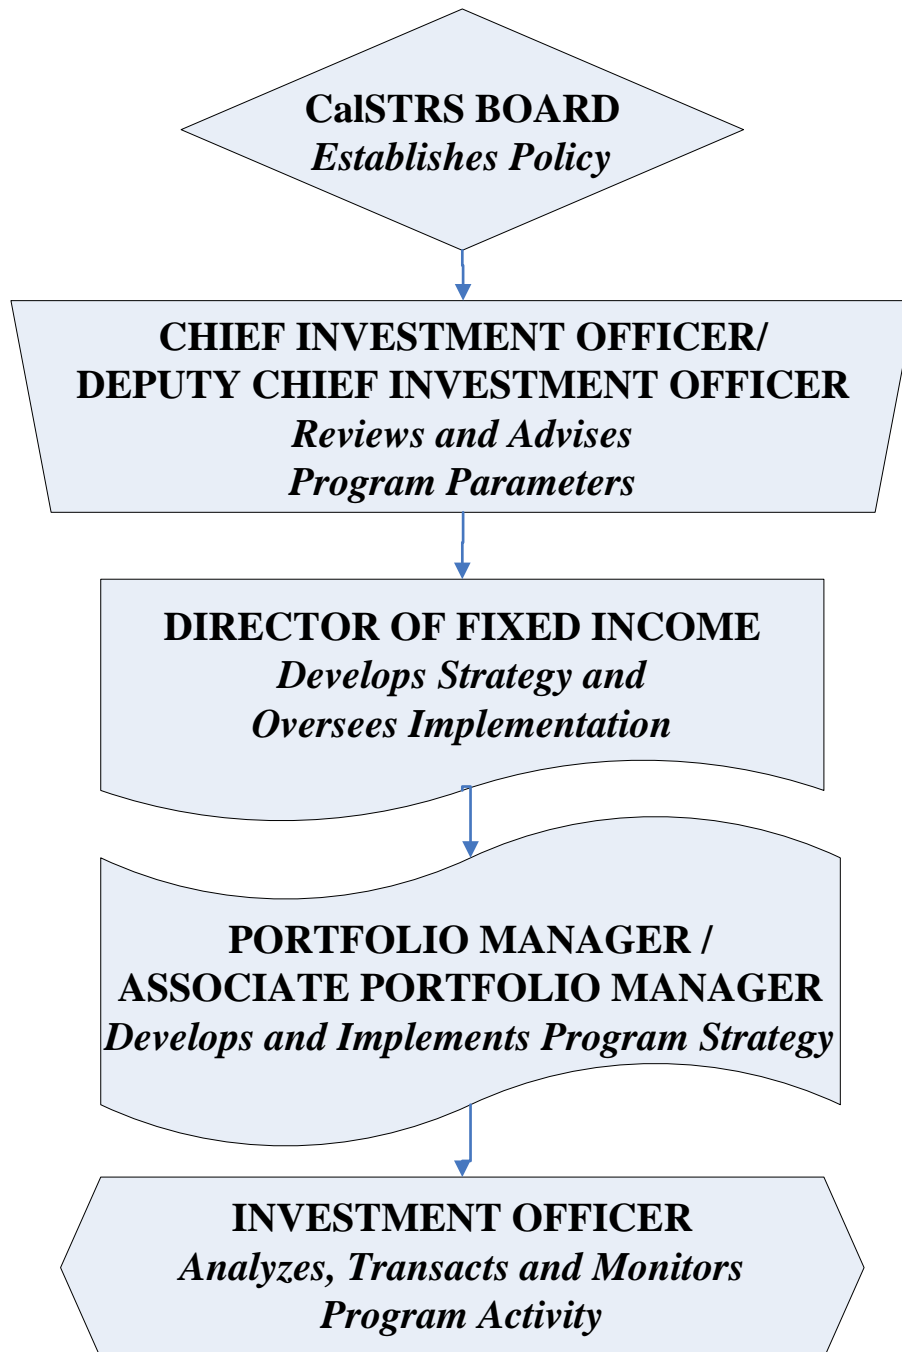 CalSTRS BOARD
Establishes Policy
CHIEF INVESTMENT OFFICER/
DEPUTY CHIEF INVESTMENT OFFICER
Reviews and Advises
Program Parameters
DIRECTOR OF FIXED INCOME
Develops Strategy and
Oversees Implementation
PORTFOLIO MANAGER /
ASSOCIATE PORTFOLIO MANAGER
Develops and Implements Program Strategy
INVESTMENT OFFICER
Analyzes, Transacts and Monitors
Program Activity